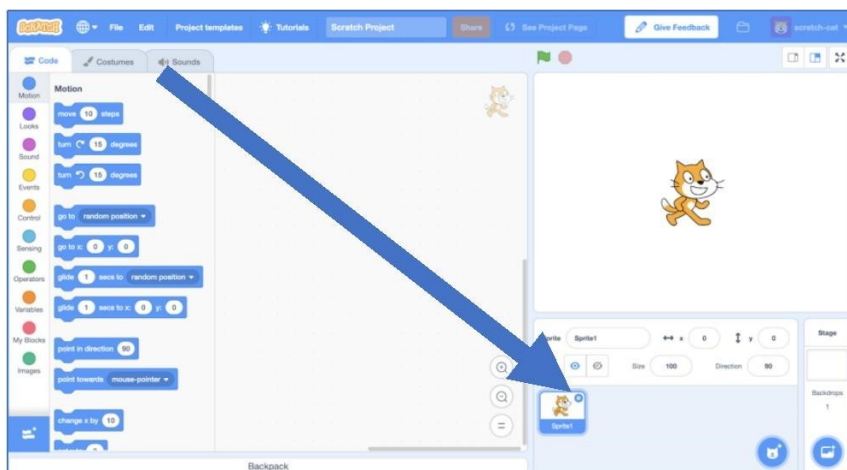 SCRATCH File Edit Project templates Tutorials Scratch Project Share See Project Page Give Feedback scratch-cat
Code Costumes Sounds
Motion
Looks
Sound
Events
Control
Sensing
Operators
Variables
My Blocks
Images
Motion
move 10 steps
turn 15 degrees
turn 15 degrees
go to random position
go to x: 0 y: 0
glide 1 secs to random position
glide 1 secs to x: 0 y: 0
point in direction 90
point towards mouse-pointer
change x by 10
Sprite1 x 0 y 0
Size 100 Direction 90
Sprite1
Stage
Backdrops
1
Backpack